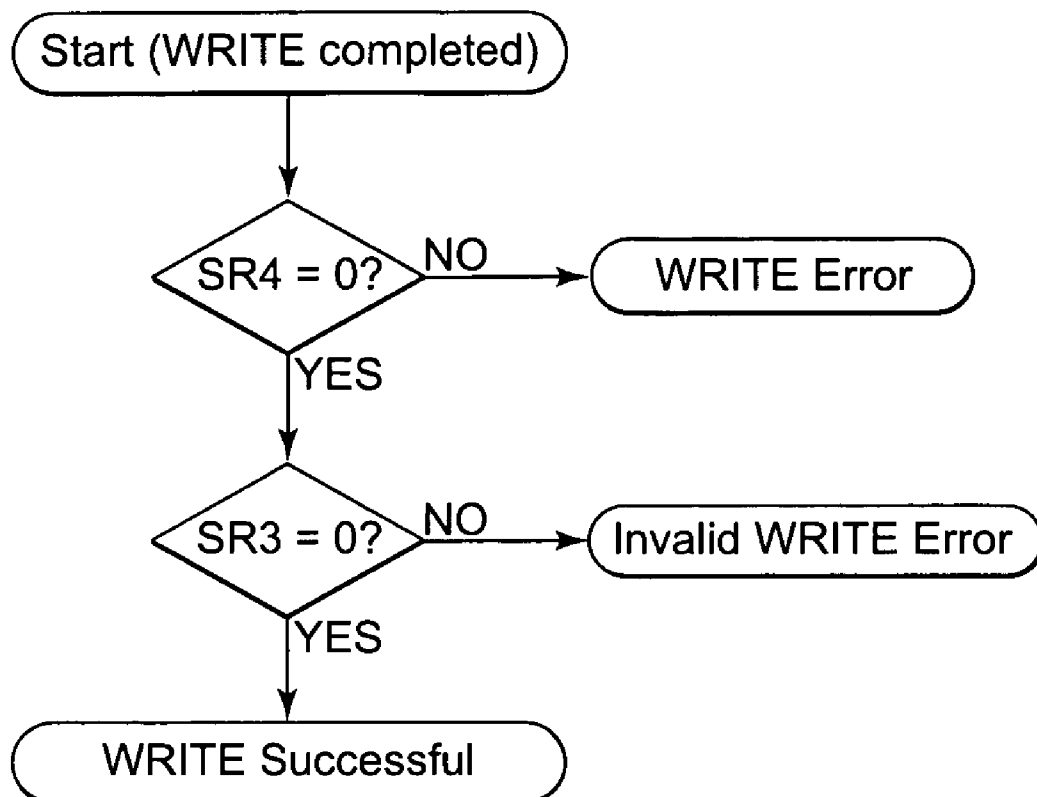 Start (WRITE completed)
SR4 = 0?
NO
WRITE Error
YES
SR3 = 0?
NO
Invalid WRITE Error
YES
WRITE Successful